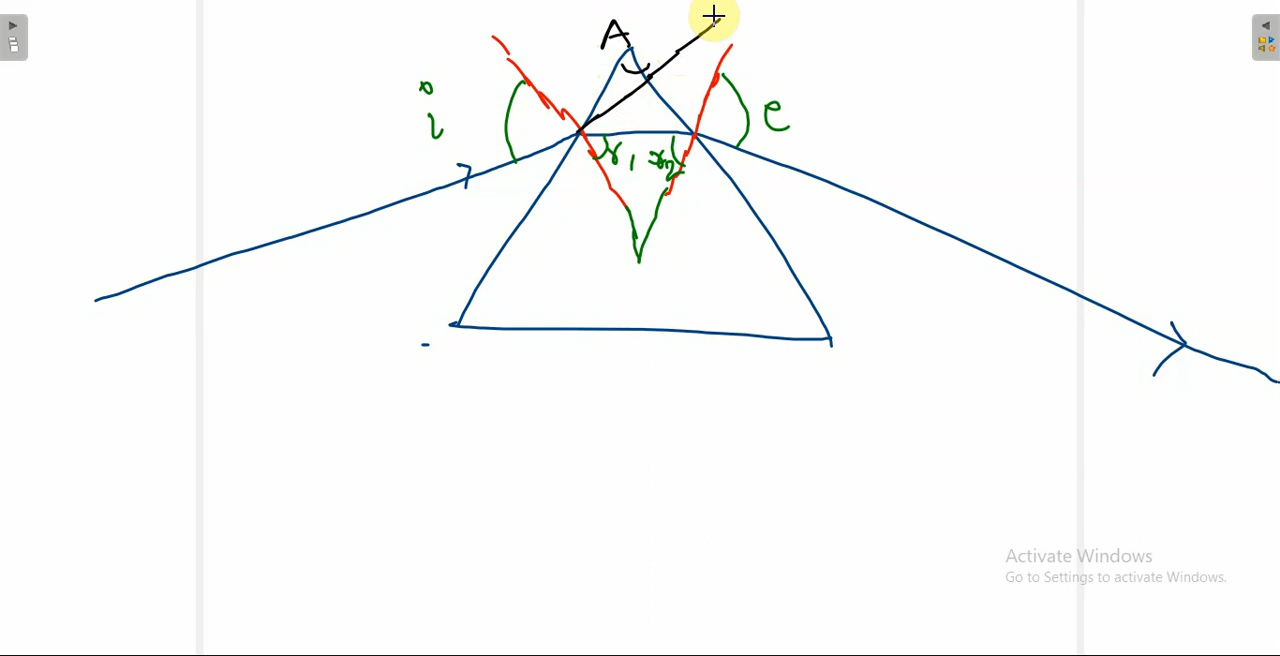 A
i
e
r1
r2
Activate Windows
Go to Settings to activate Windows.